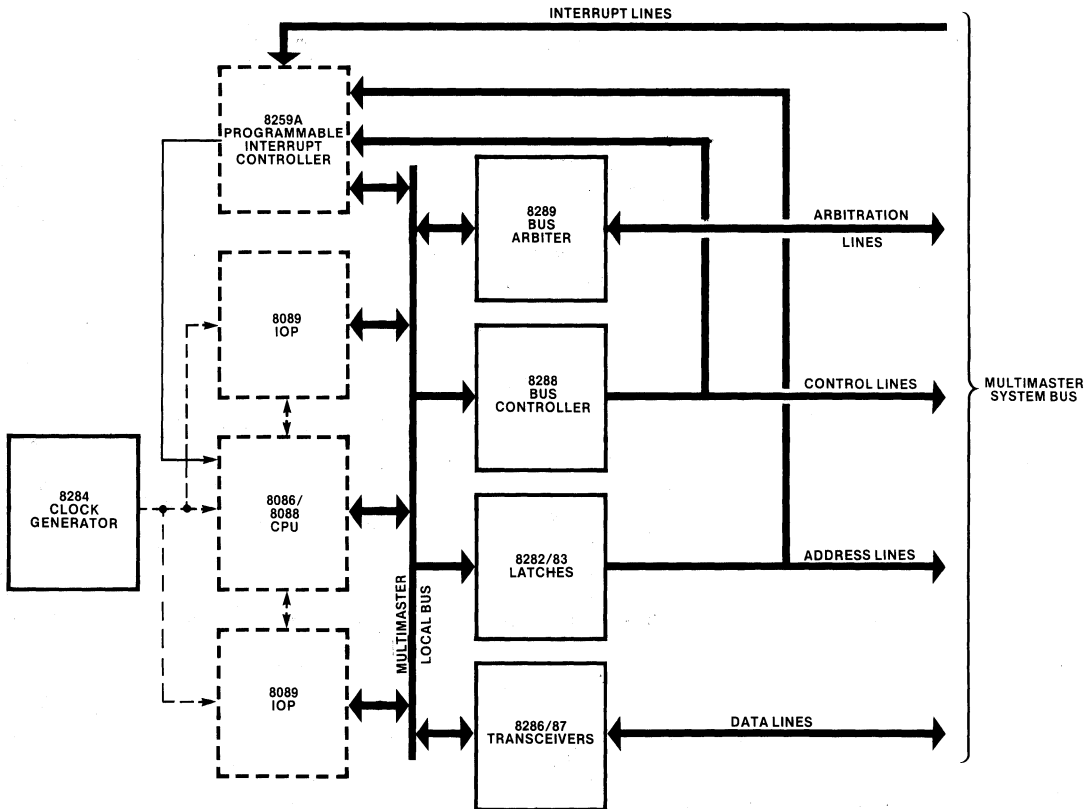 INTERRUPT LINES
8259A
PROGRAMMABLE
INTERRUPT
CONTROLLER
8289
BUS
ARBITER
ARBITRATION
LINES
8089
IOP
8288
BUS
CONTROLLER
CONTROL LINES
MULTIMASTER
SYSTEM BUS
8284
CLOCK
GENERATOR
8086/
8088
CPU
8282/83
LATCHES
ADDRESS LINES
MULTIMASTER
LOCAL BUS
8089
IOP
8286/87
TRANSCEIVERS
DATA LINES